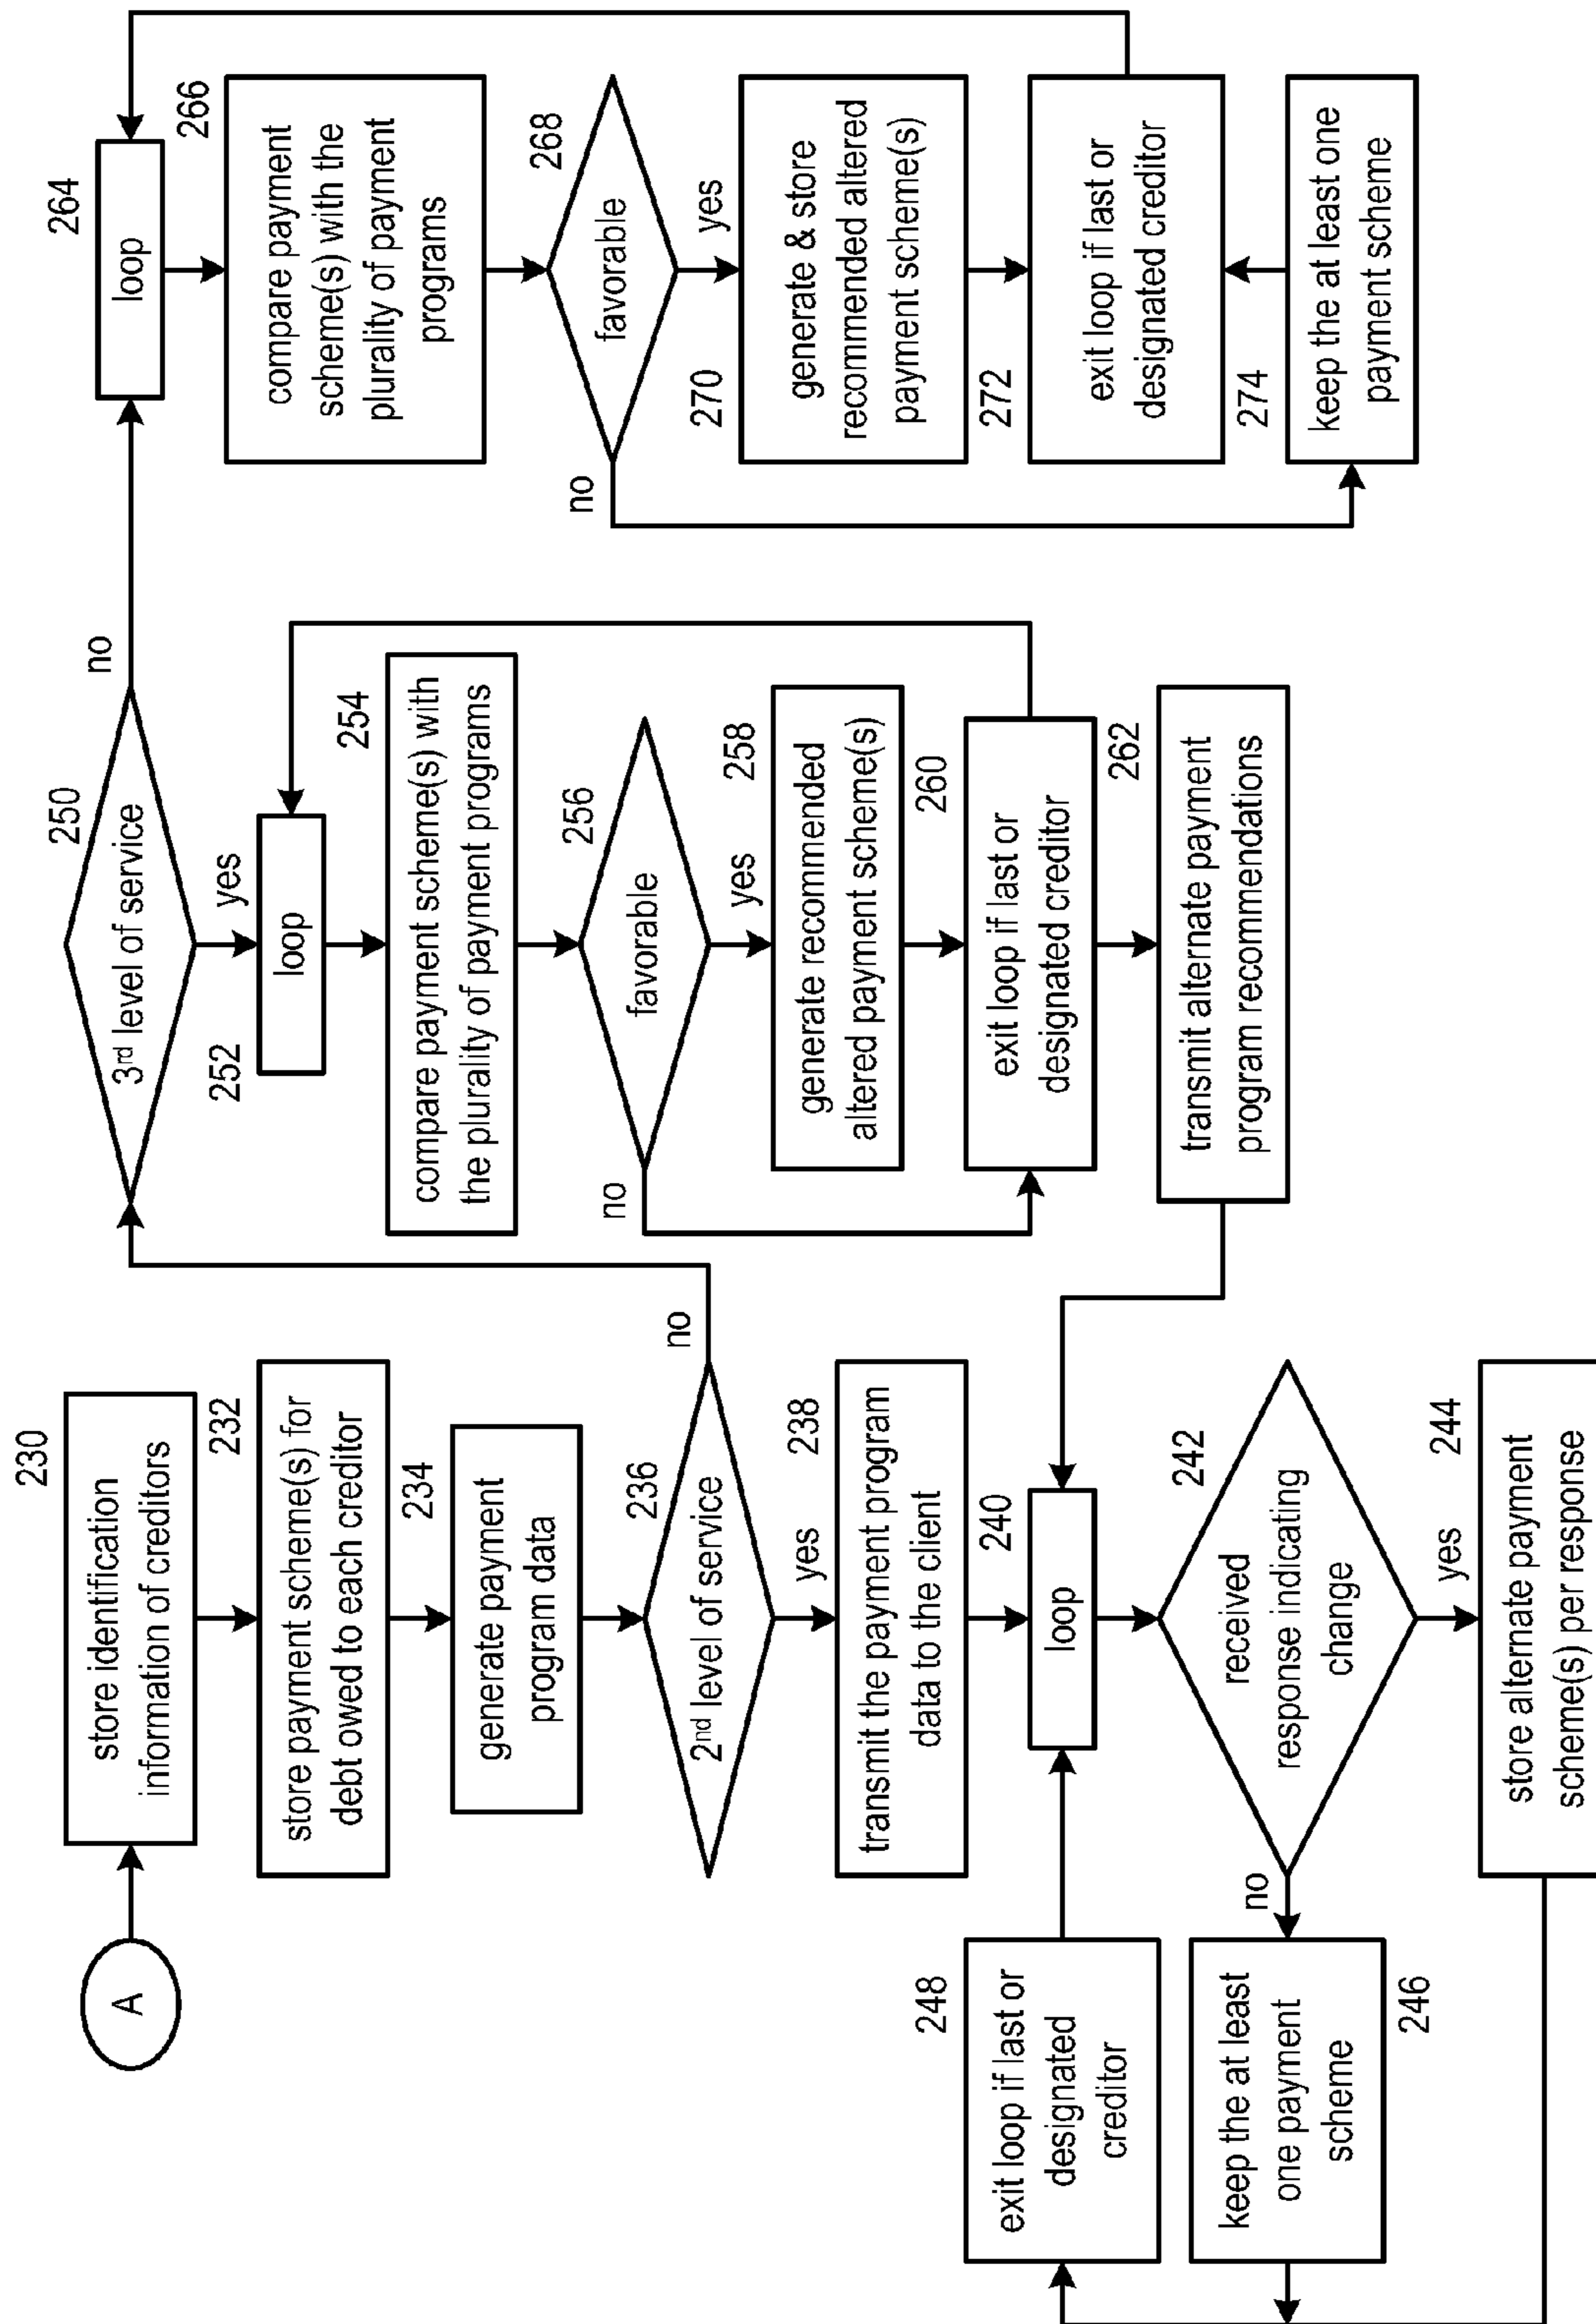 A
230
store identification
information of creditors
232
store payment scheme(s) for
debt owed to each creditor
234
generate payment
program data
236
2nd level of service
no
yes
238
transmit the payment program
data to the client
240
loop
242
received
response indicating
change
no
yes
244
store alternate payment
scheme(s) per response
246
keep the at least
one payment
scheme
248
exit loop if last or
designated
creditor
250
3rd level of service
no
yes
252
loop
254
compare payment scheme(s) with
the plurality of payment programs
256
favorable
no
yes
258
generate recommended
altered payment scheme(s)
260
exit loop if last or
designated creditor
262
transmit alternate payment
program recommendations
264
loop
266
compare payment
scheme(s) with the
plurality of payment
programs
268
favorable
no
yes
270
generate & store
recommended altered
payment scheme(s)
272
exit loop if last or
designated creditor
274
keep the at least one
payment scheme